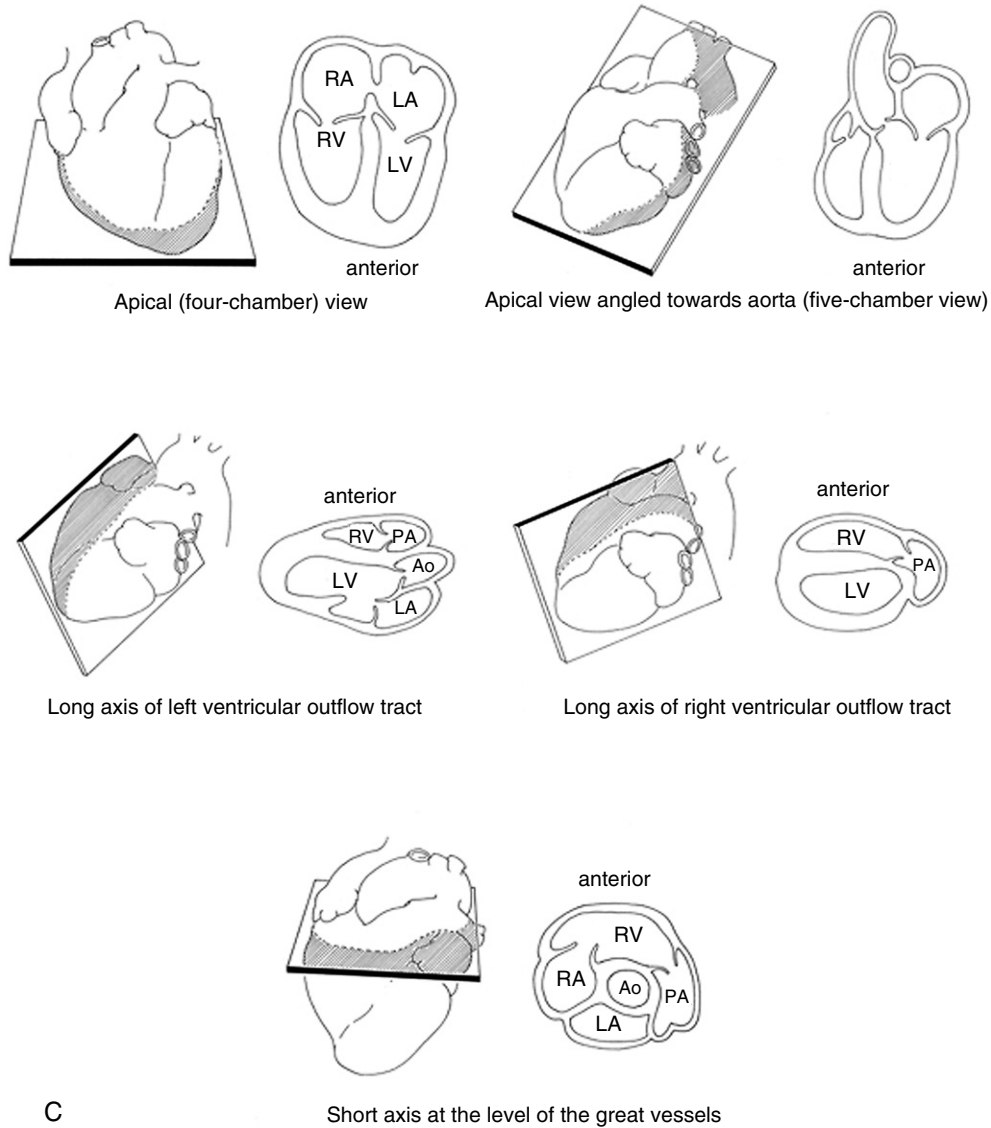 RA
LA
RV
LV
anterior
Apical (four-chamber) view
anterior
Apical view angled towards aorta (five-chamber view)
anterior
RV PA
Ao
LV
LA
Long axis of left ventricular outflow tract
anterior
RV
PA
LV
Long axis of right ventricular outflow tract
anterior
RV
RA
Ao
PA
LA
C
Short axis at the level of the great vessels